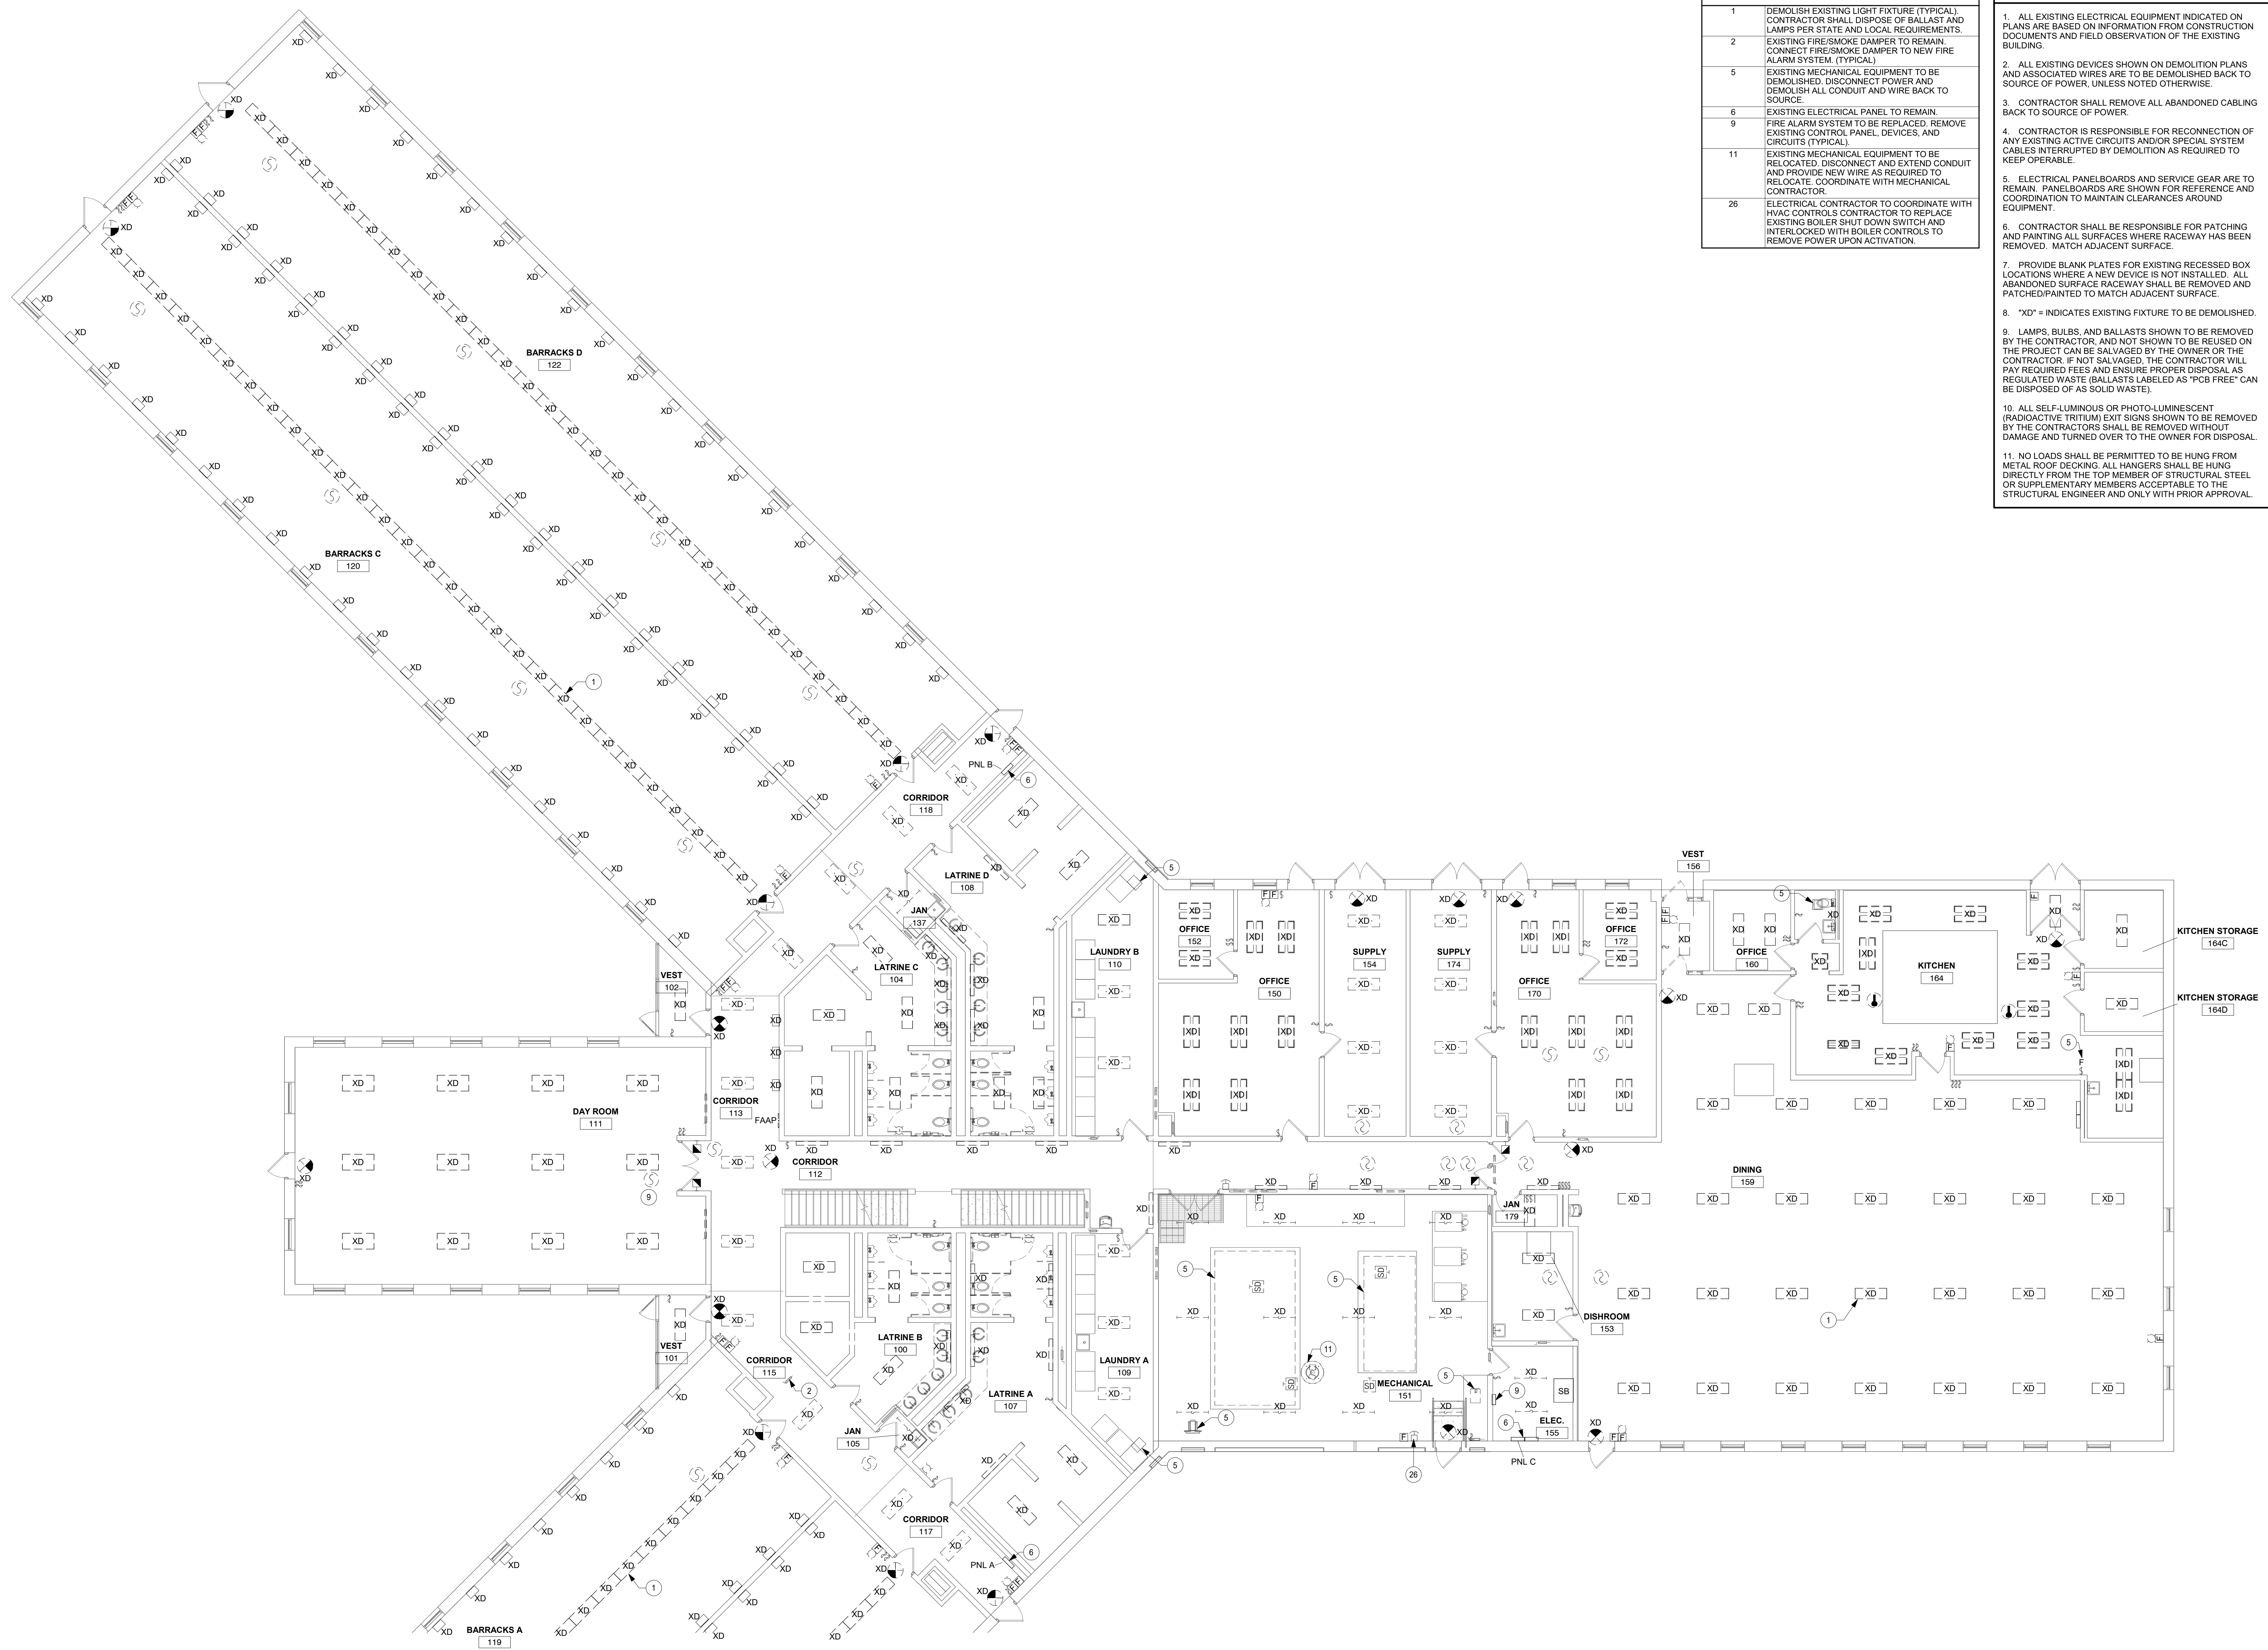 1 DEMOLISH EXISTING LIGHT FIXTURE (TYPICAL).
CONTRACTOR SHALL DISPOSE OF BALLAST AND
LAMPS PER STATE AND LOCAL REQUIREMENTS.
2 EXISTING FIRE/SMOKE DAMPER TO REMAIN.
CONNECT FIRE/SMOKE DAMPER TO NEW FIRE
ALARM SYSTEM. (TYPICAL)
5 EXISTING MECHANICAL EQUIPMENT TO BE
DEMOLISHED. DISCONNECT POWER AND
DEMOLISH ALL CONDUIT AND WIRE BACK TO
SOURCE.
6 EXISTING ELECTRICAL PANEL TO REMAIN.
9 FIRE ALARM SYSTEM TO BE REPLACED. REMOVE
EXISTING CONTROL PANEL, DEVICES, AND
CIRCUITS (TYPICAL).
11 EXISTING MECHANICAL EQUIPMENT TO BE
RELOCATED. DISCONNECT AND EXTEND CONDUIT
AND PROVIDE NEW WIRE AS REQUIRED TO
RELOCATE. COORDINATE WITH MECHANICAL
CONTRACTOR.
26 ELECTRICAL CONTRACTOR TO COORDINATE WITH
HVAC CONTROLS CONTRACTOR TO REPLACE
EXISTING BOILER SHUT DOWN SWITCH AND
INTERLOCKED WITH BOILER CONTROLS TO
REMOVE POWER UPON ACTIVATION.
1. ALL EXISTING ELECTRICAL EQUIPMENT INDICATED ON
PLANS ARE BASED ON INFORMATION FROM CONSTRUCTION
DOCUMENTS AND FIELD OBSERVATION OF THE EXISTING
BUILDING.
2. ALL EXISTING DEVICES SHOWN ON DEMOLITION PLANS
AND ASSOCIATED WIRES ARE TO BE DEMOLISHED BACK TO
SOURCE OF POWER, UNLESS NOTED OTHERWISE.
3. CONTRACTOR SHALL REMOVE ALL ABANDONED CABLING
BACK TO SOURCE OF POWER.
4. CONTRACTOR IS RESPONSIBLE FOR RECONNECTION OF
ANY EXISTING ACTIVE CIRCUITS AND/OR SPECIAL SYSTEM
CABLES INTERRUPTED BY DEMOLITION AS REQUIRED TO
KEEP OPERABLE.
5. ELECTRICAL PANELBOARDS AND SERVICE GEAR ARE TO
REMAIN. PANELBOARDS ARE SHOWN FOR REFERENCE AND
COORDINATION TO MAINTAIN CLEARANCES AROUND
EQUIPMENT.
6. CONTRACTOR SHALL BE RESPONSIBLE FOR PATCHING
AND PAINTING ALL SURFACES WHERE RACEWAY HAS BEEN
REMOVED. MATCH ADJACENT SURFACE.
7. PROVIDE BLANK PLATES FOR EXISTING RECESSED BOX
LOCATIONS WHERE A NEW DEVICE IS NOT INSTALLED. ALL
ABANDONED SURFACE RACEWAY SHALL BE REMOVED AND
PATCHED/PAINTED TO MATCH ADJACENT SURFACE.
8. "XD" = INDICATES EXISTING FIXTURE TO BE DEMOLISHED.
9. LAMPS, BULBS, AND BALLASTS SHOWN TO BE REMOVED
BY THE CONTRACTOR, AND NOT SHOWN TO BE REUSED ON
THE PROJECT CAN BE SALVAGED BY THE OWNER OR THE
CONTRACTOR. IF NOT SALVAGED, THE CONTRACTOR WILL
PAY REQUIRED FEES AND ENSURE PROPER DISPOSAL AS
REGULATED WASTE (BALLASTS LABELED AS "PCB FREE" CAN
BE DISPOSED OF AS SOLID WASTE).
10. ALL SELF-LUMINOUS OR PHOTO-LUMINESCENT
(RADIOACTIVE TRITIUM) EXIT SIGNS SHOWN TO BE REMOVED
BY THE CONTRACTORS SHALL BE REMOVED WITHOUT
DAMAGE AND TURNED OVER TO THE OWNER FOR DISPOSAL.
11. NO LOADS SHALL BE PERMITTED TO BE HUNG FROM
METAL ROOF DECKING. ALL HANGERS SHALL BE HUNG
DIRECTLY FROM THE TOP MEMBER OF STRUCTURAL STEEL
OR SUPPLEMENTARY MEMBERS ACCEPTABLE TO THE
STRUCTURAL ENGINEER AND ONLY WITH PRIOR APPROVAL.
BARRACKS D
122
BARRACKS C
120
1
PNL B
6
CORRIDOR
118
LATRINE D
108
5
JAN
137
LATRINE C
104
VEST
102
LAUNDRY B
110
OFFICE
152
OFFICE
150
SUPPLY
154
SUPPLY
174
OFFICE
170
OFFICE
172
VEST
156
OFFICE
160
5
KITCHEN
164
KITCHEN STORAGE
164C
KITCHEN STORAGE
164D
5
DAY ROOM
111
CORRIDOR
113
FAAP
CORRIDOR
112
9
DINING
159
JAN
179
5
5
DISHROOM
153
1
VEST
101
CORRIDOR
115
2
LATRINE B
100
LATRINE A
107
LAUNDRY A
109
11
MECHANICAL
151
5
9
SB
5
6
ELEC.
155
PNL C
26
5
JAN
105
CORRIDOR
117
PNL A
6
1
BARRACKS A
119
XD
SD
F